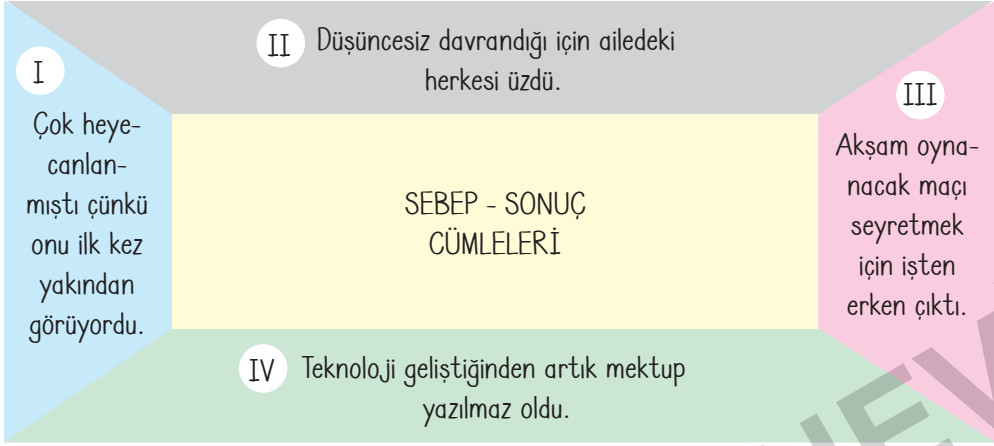 I
Çok heye-
canlan-
mıştı çünkü
onu ilk kez
yakından
görüyordu.
II Düşüncesiz davrandığı için ailedeki
herkesi üzdü.
III
Akşam oyna-
nacak maçı
seyretmek
için işten
erken çıktı.
SEBEP - SONUÇ
CÜMLELERİ
IV Teknoloji geliştiğinden artık mektup
yazılmaz oldu.